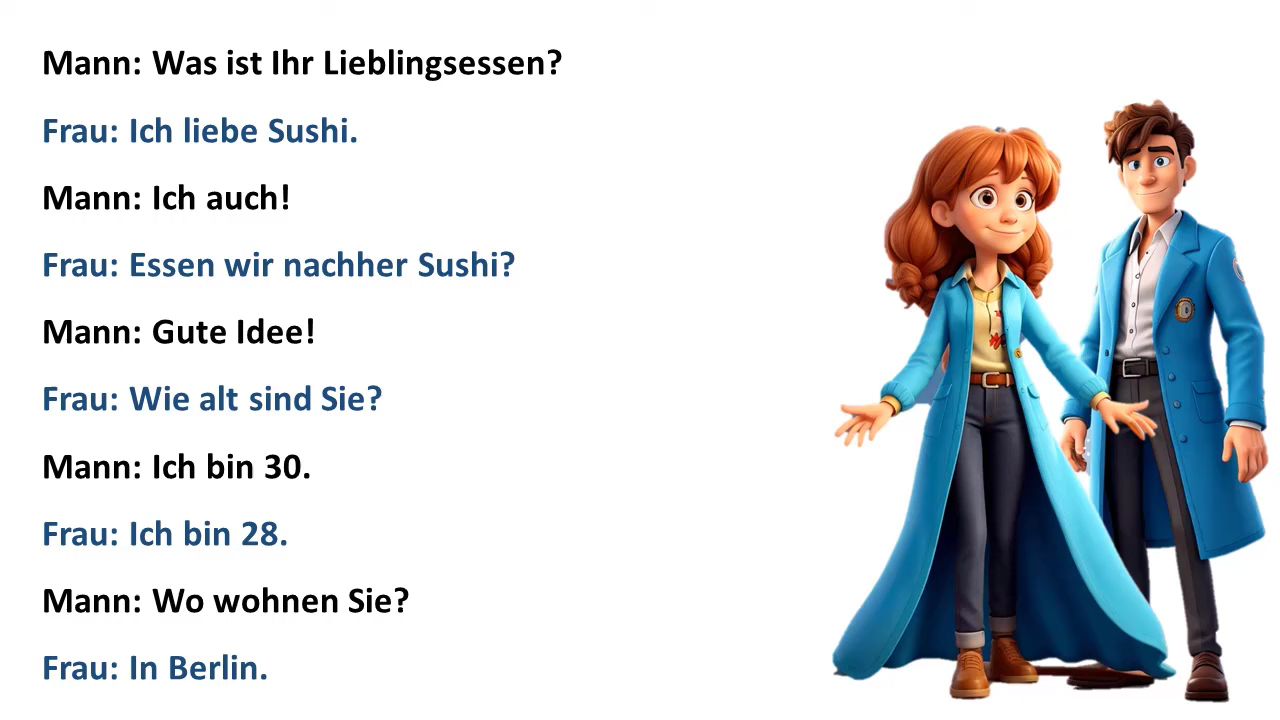 Mann: Was ist Ihr Lieblingsessen?
Frau: Ich liebe Sushi.
Mann: Ich auch!
Frau: Essen wir nachher Sushi?
Mann: Gute Idee!
Frau: Wie alt sind Sie?
Mann: Ich bin 30.
Frau: Ich bin 28.
Mann: Wo wohnen Sie?
Frau: In Berlin.